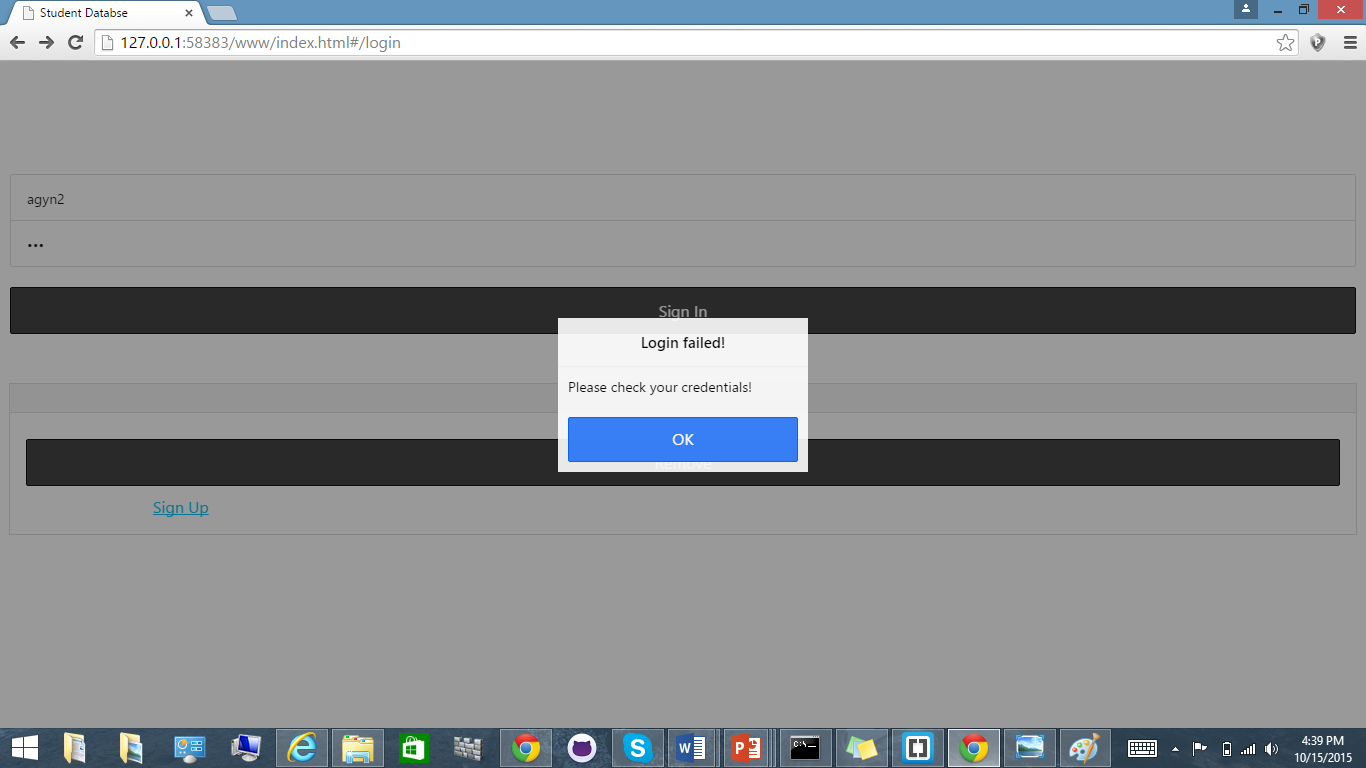 Student Databse
127.0.0.1:58383/www/index.html#/login
agyn2
Sign In
Login failed!
Please check your credentials!
OK
Remove
Sign Up
C:\_
4:39 PM
10/15/2015